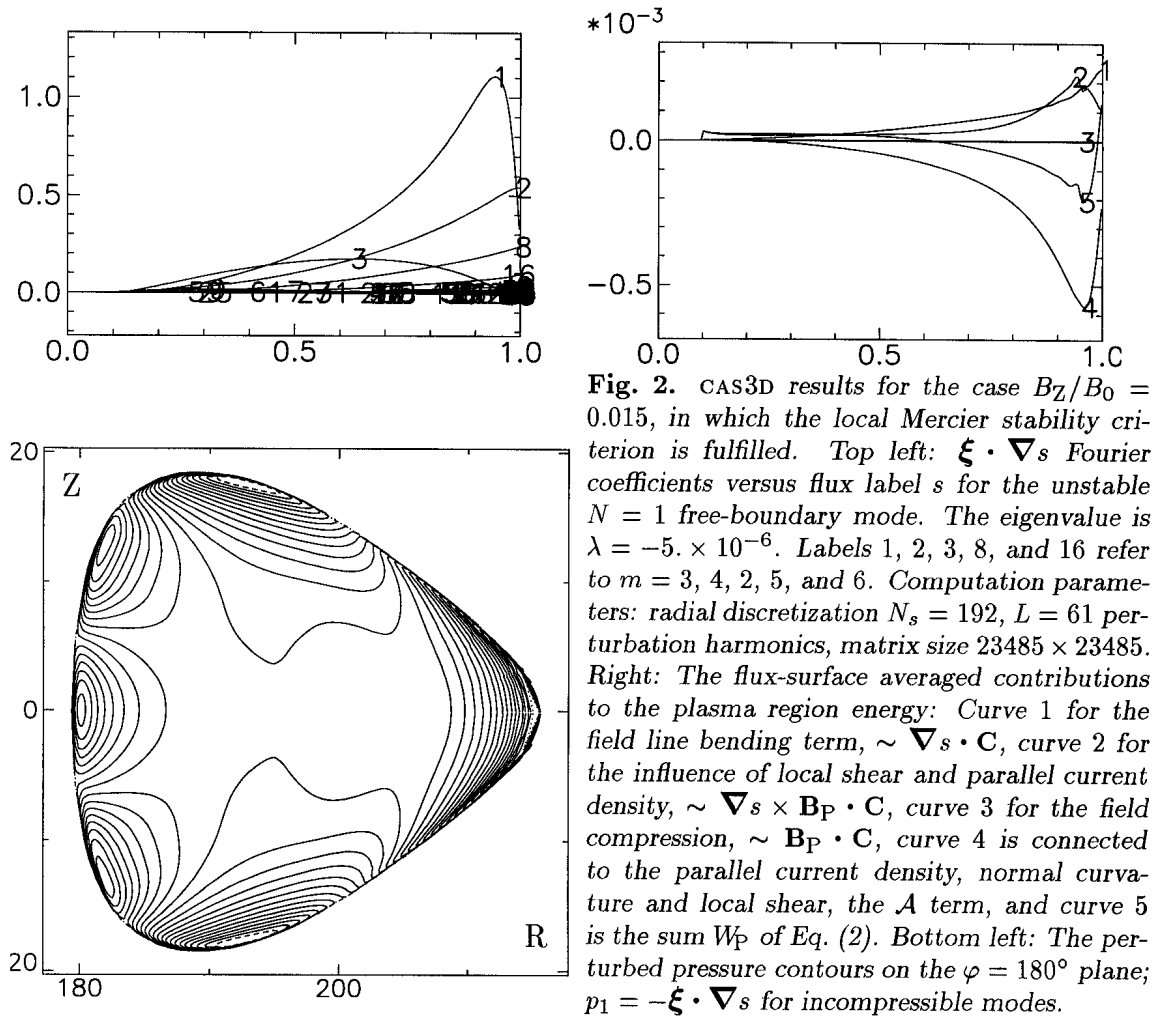 1.0
0.5
0.0
0.0
0.5
1.0
1
2
3
8
16
6
17
*10⁻³
0.0
−0.5
0.0
0.5
1.0
2
1
3
5
4
20
0
20
180
200
Z
R
Fig. 2. CAS3D results for the case B_Z/B_0 =
0.015, in which the local Mercier stability cri-
terion is fulfilled. Top left: ξ · ∇s Fourier
coefficients versus flux label s for the unstable
N = 1 free-boundary mode. The eigenvalue is
λ = −5. × 10⁻⁶. Labels 1, 2, 3, 8, and 16 refer
to m = 3, 4, 2, 5, and 6. Computation parame-
ters: radial discretization N_s = 192, L = 61 per-
turbation harmonics, matrix size 23485 × 23485.
Right: The flux-surface averaged contributions
to the plasma region energy: Curve 1 for the
field line bending term, ∼ ∇s · C, curve 2 for
the influence of local shear and parallel current
density, ∼ ∇s × B_P · C, curve 3 for the field
compression, ∼ B_P · C, curve 4 is connected
to the parallel current density, normal curva-
ture and local shear, the 𝒜 term, and curve 5
is the sum W_P of Eq. (2). Bottom left: The per-
turbed pressure contours on the φ = 180° plane;
p₁ = −ξ · ∇s for incompressible modes.